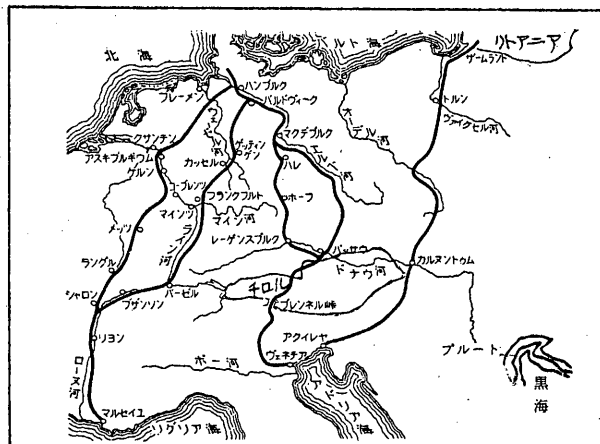 北海
ルト海
リトアニア
ザームランド
ハンブルク
ブレーメン
バルドヴィーク
トルン
ヴァイクセル河
オーデル河
マクデブルク
エルベ河
クサンテン
アスキブルギウム
ゲルン
ゲッティンゲン
カッセル
ハレ
コーブレンツ
フランクフルト
ホーフ
マインツ
マイン河
ライン河
メッツ
レーゲンスブルク
パッサウ
ドナウ河
カルヌントゥム
ラングル
チロル
バーゼル
シャロン
ブザンソン
ブレンネル峠
リヨン
アクイレヤ
プルート
ポー河
ヴェネチア
黒海
ローヌ河
アドリア海
マルセイユ
リグリア海